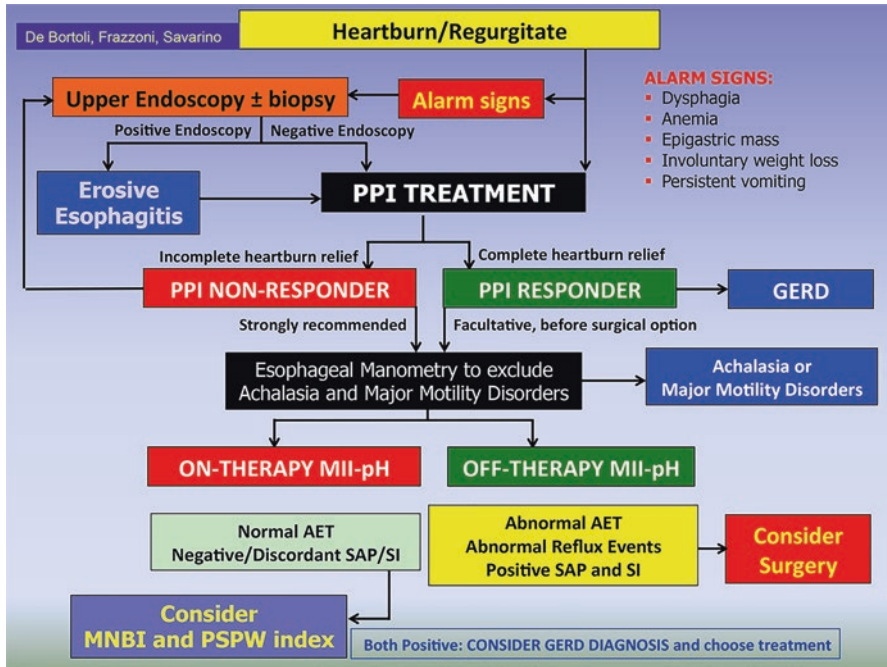 De Bortoli, Frazzoni, Savarino
Heartburn/Regurgitate
Upper Endoscopy ± biopsy
Alarm signs
ALARM SIGNS:
▪ Dysphagia
▪ Anemia
▪ Epigastric mass
▪ Involuntary weight loss
▪ Persistent vomiting
Positive Endoscopy
Negative Endoscopy
Erosive
Esophagitis
PPI TREATMENT
Incomplete heartburn relief
Complete heartburn relief
PPI NON-RESPONDER
PPI RESPONDER
GERD
Strongly recommended
Facultative, before surgical option
Esophageal Manometry to exclude
Achalasia and Major Motility Disorders
Achalasia or
Major Motility Disorders
ON-THERAPY MII-pH
OFF-THERAPY MII-pH
Normal AET
Negative/Discordant SAP/SI
Abnormal AET
Abnormal Reflux Events
Positive SAP and SI
Consider
Surgery
Consider
MNBI and PSPW index
Both Positive: CONSIDER GERD DIAGNOSIS and choose treatment